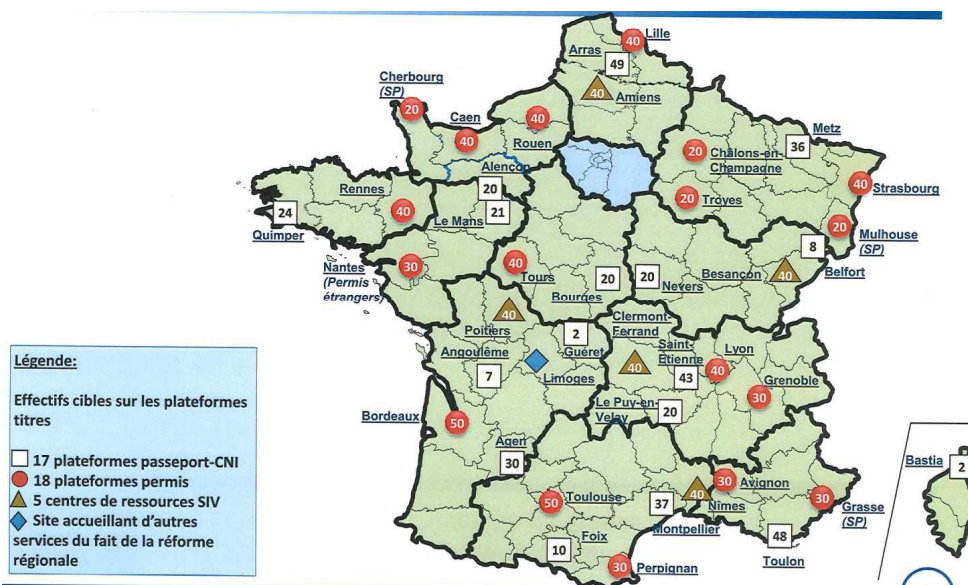 40
Lille
Arras
49
40
Amiens
Cherbourg
(SP)
20
Caen
40
40
Rouen
Alençon
20
Metz
36
20
Châlons-en-
Champagne
40
Strasbourg
20
Troyes
20
Mulhouse
(SP)
Rennes
40
24
Quimper
Le Mans
21
8
Belfort
Besançon
40
Nantes
(Permis
étrangers)
30
40
Tours
20
Bourges
20
Nevers
Poitiers
40
Clermont-
Ferrand
2
Guéret
Saint-
Etienne
Lyon
40
43
40
Angoulême
7
Limoges
Grenoble
30
Le Puy-en-
Velay
20
Bordeaux
50
Agen
30
50
Toulouse
37
Montpellier
40
Nîmes
30
Avignon
30
Grasse
(SP)
Foix
10
48
Toulon
30
Perpignan
Bastia
2
Légende:
Effectifs cibles sur les plateformes
titres
17 plateformes passeport-CNI
18 plateformes permis
5 centres de ressources SIV
Site accueillant d'autres
services du fait de la réforme
régionale